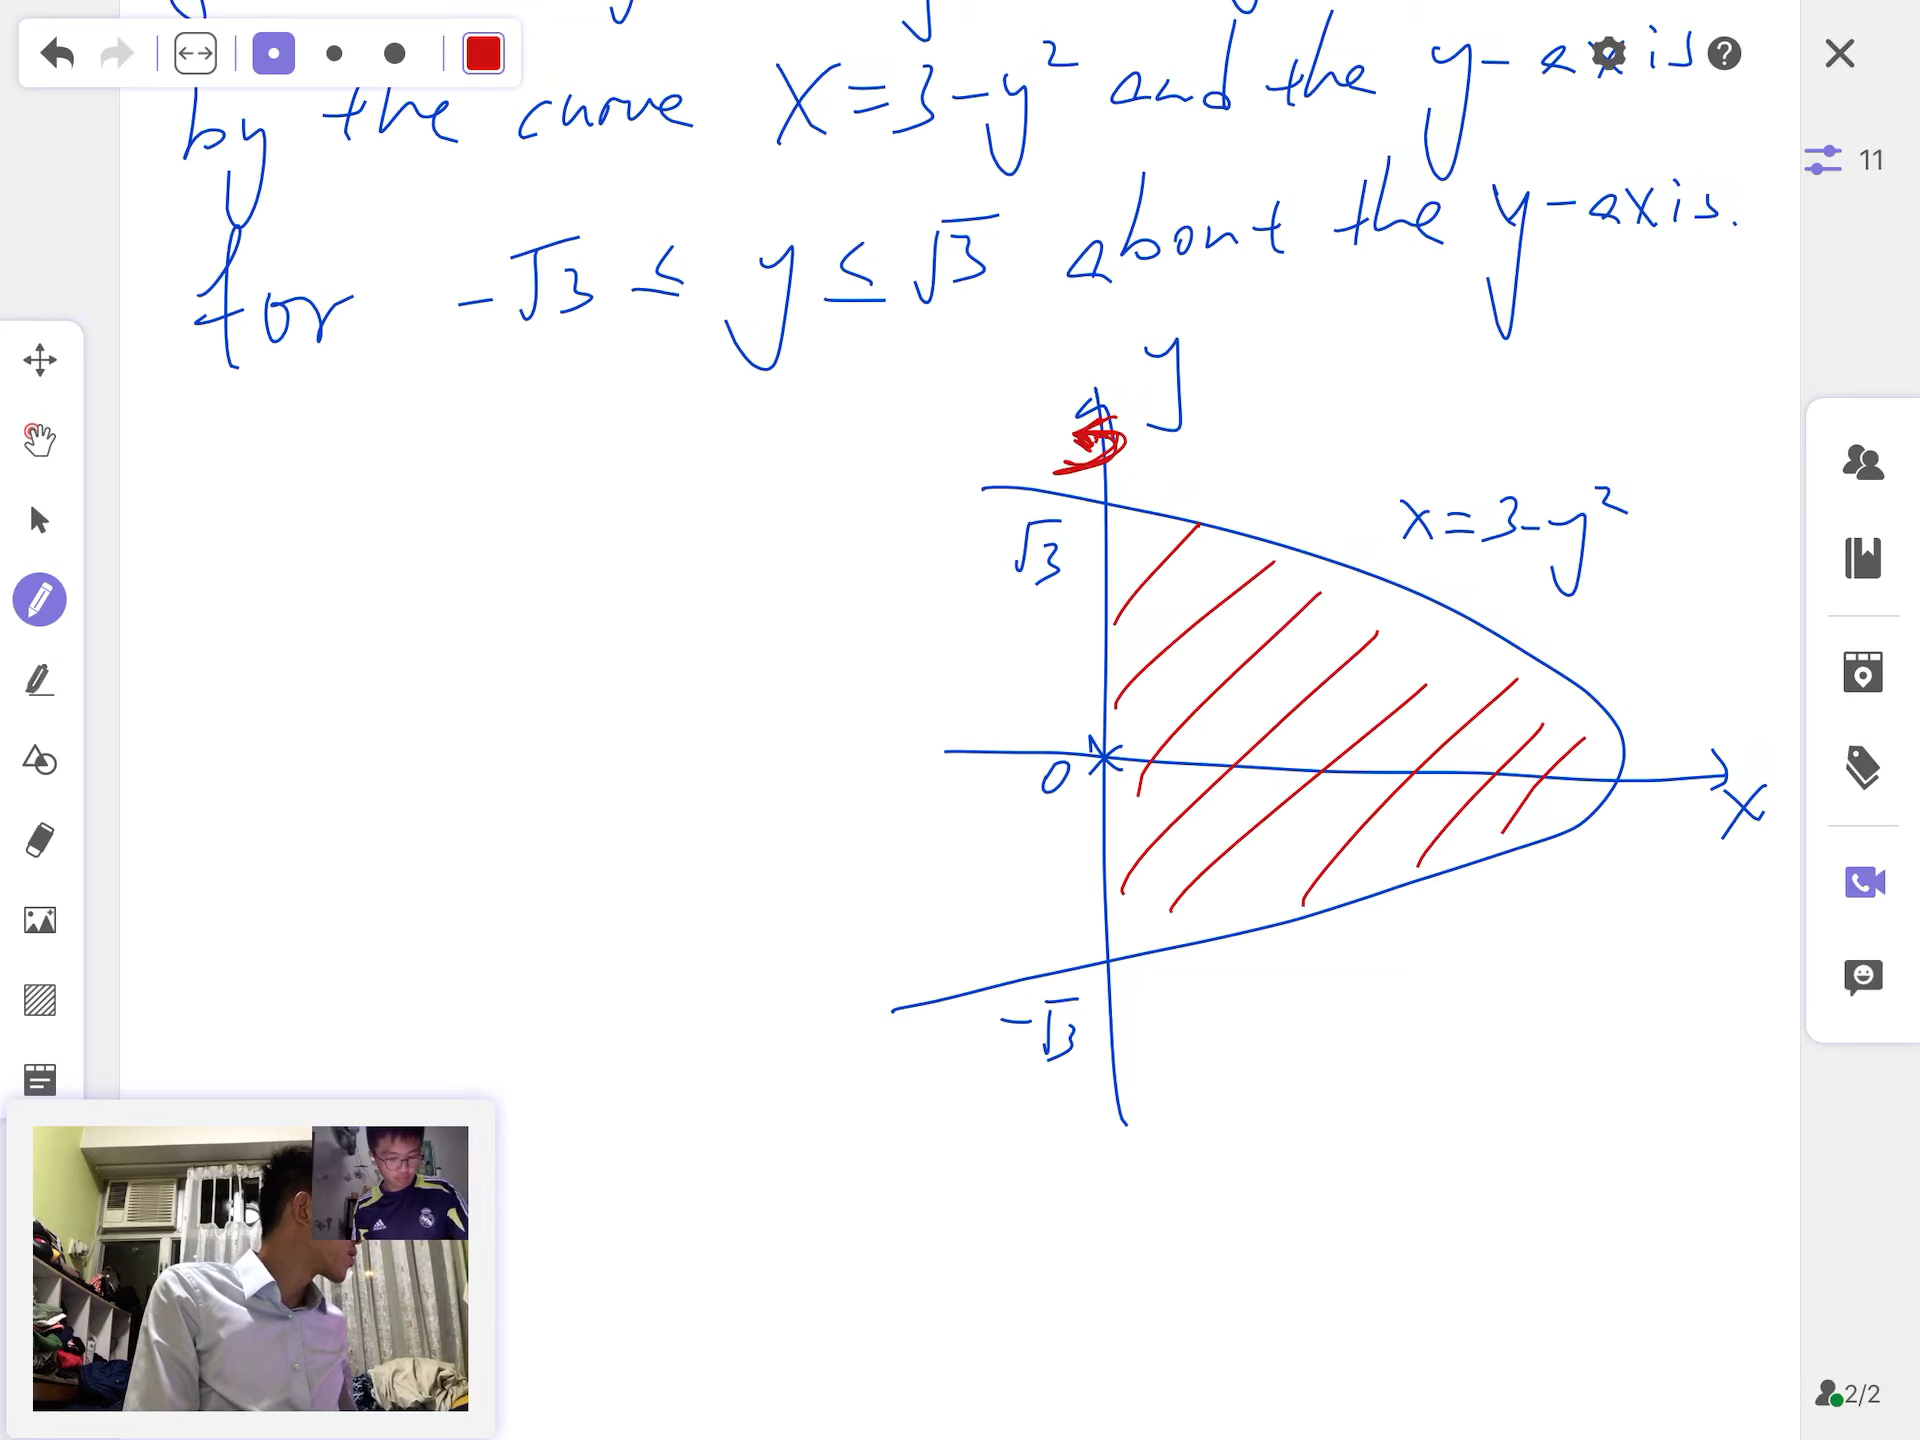 by the curve x=3-y² and the y-axis
for -√3 ≤ y ≤ √3 about the y-axis.
y
√3
x=3-y²
0
x
-√3
11
2/2